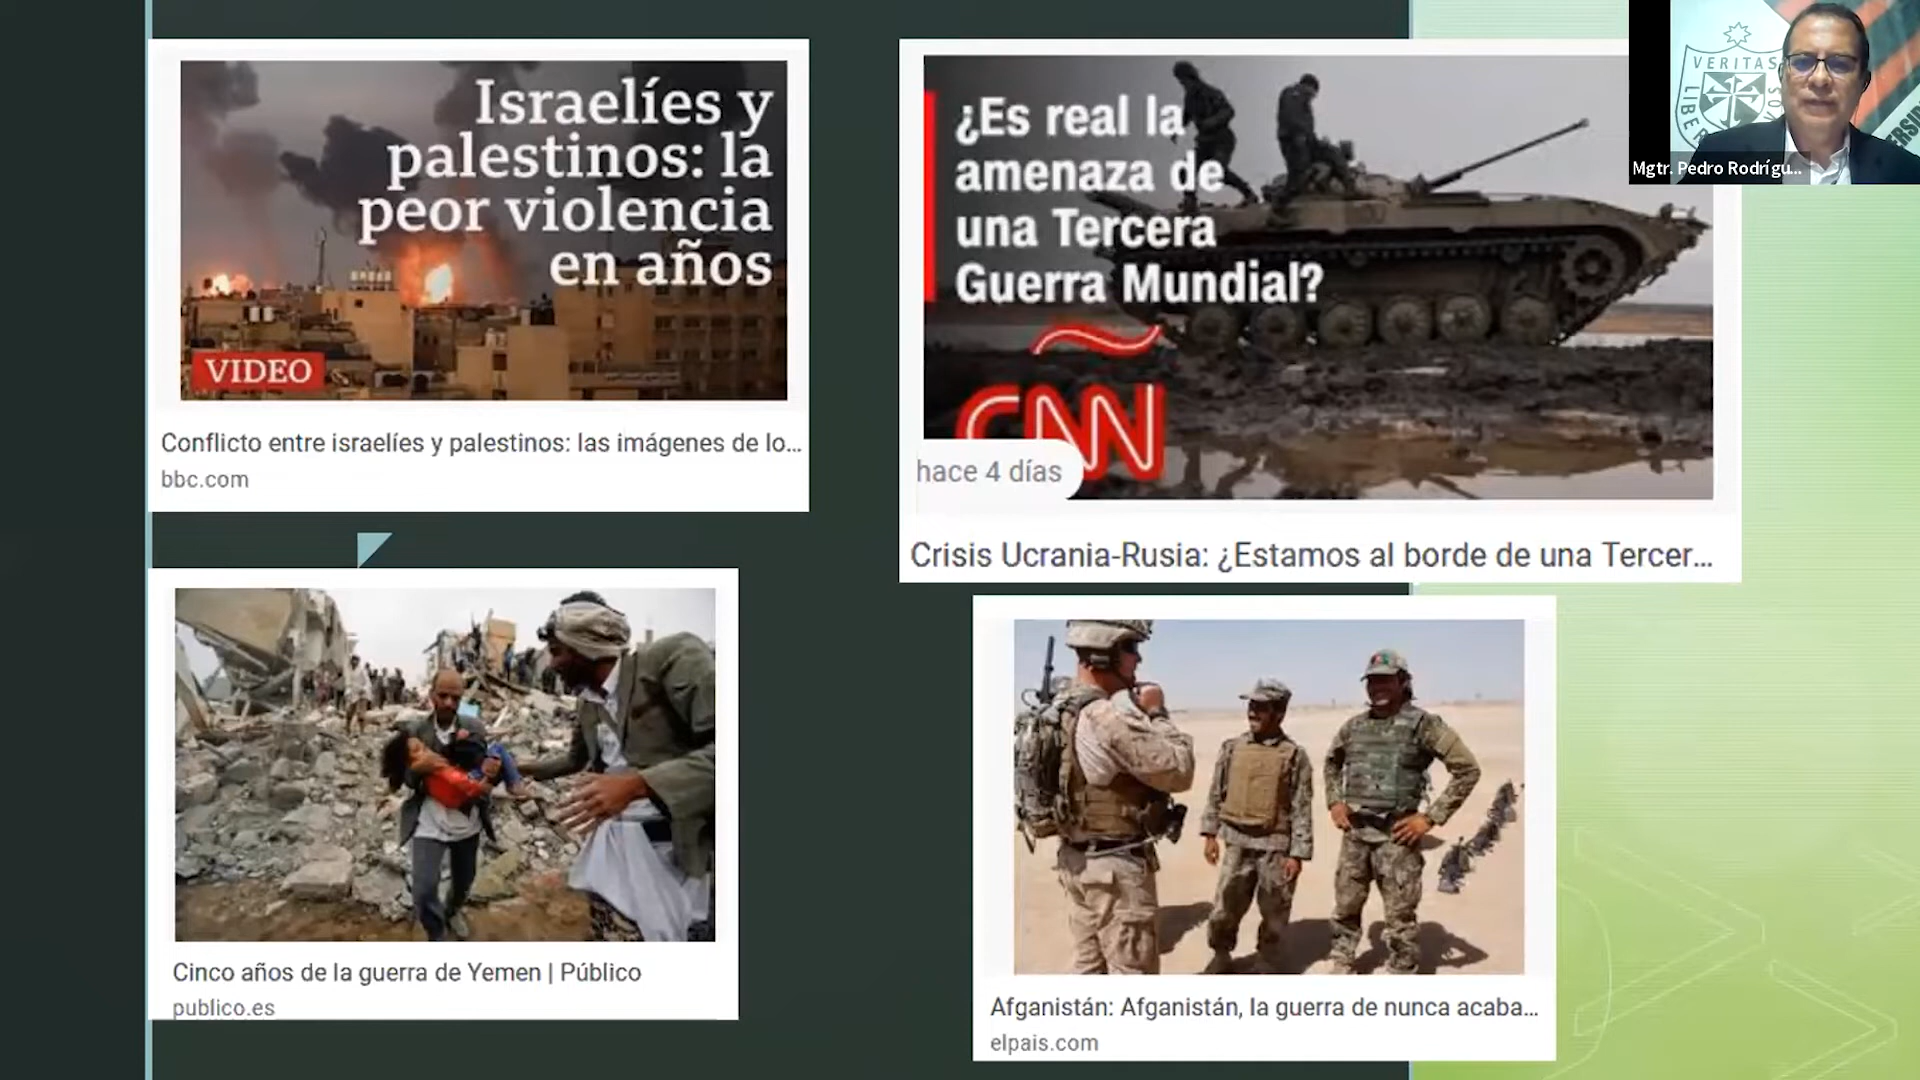 Israelíes y
palestinos: la
peor violencia
en años
VIDEO
Conflicto entre israelíes y palestinos: las imágenes de lo...
bbc.com
¿Es real la
amenaza de
una Tercera
Guerra Mundial?
CNN
hace 4 días
Crisis Ucrania-Rusia: ¿Estamos al borde de una Tercer...
VERITAS
LIBER
ERSI
Mgtr. Pedro Rodrígu...
Cinco años de la guerra de Yemen | Público
publico.es
Afganistán: Afganistán, la guerra de nunca acaba...
elpais.com